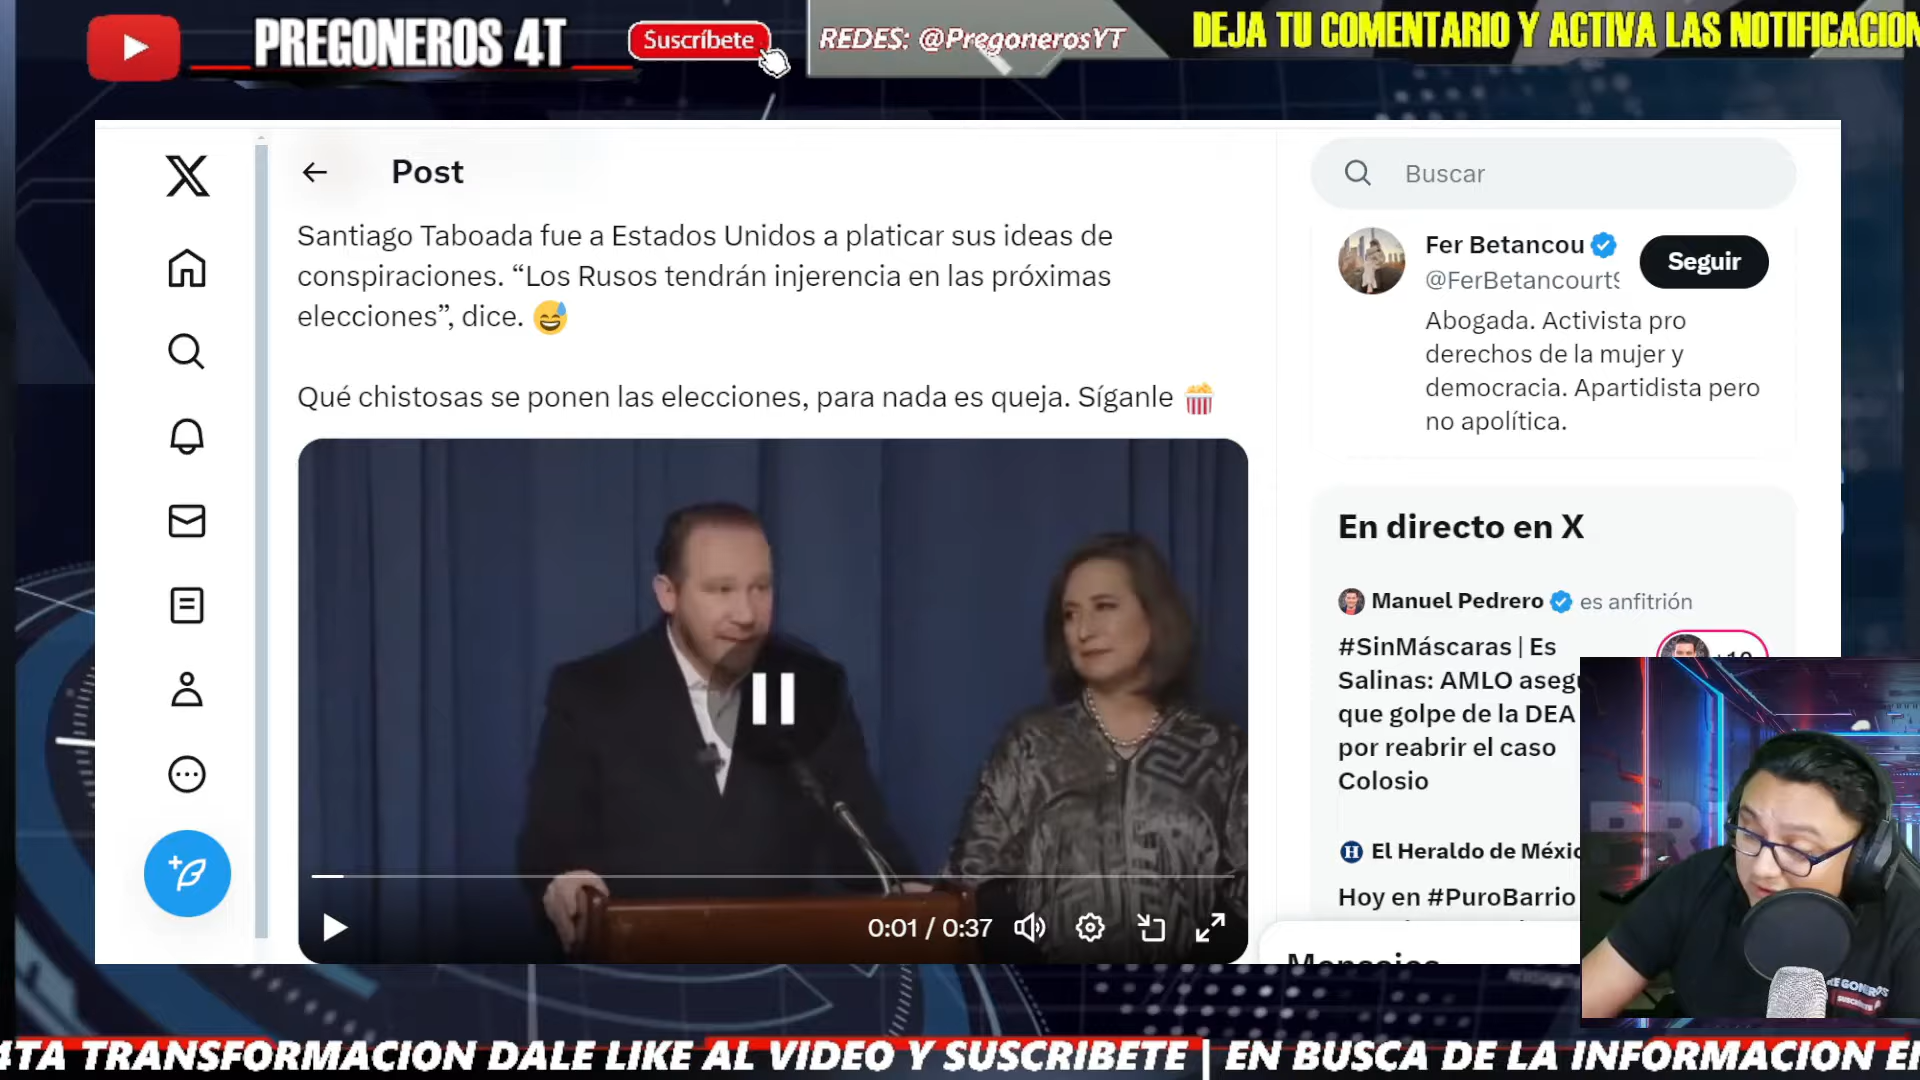 PREGONEROS 4T
Suscríbete
REDES: @PregonerosYT
DEJA TU COMENTARIO Y ACTIVA LAS NOTIFICACION
Post
Santiago Taboada fue a Estados Unidos a platicar sus ideas de
conspiraciones. “Los Rusos tendrán injerencia en las próximas
elecciones”, dice. 😅
Qué chistosas se ponen las elecciones, para nada es queja. Síganle 🍿
0:01 / 0:37
Buscar
Fer Betancou
Seguir
@FerBetancourt
Abogada. Activista pro
derechos de la mujer y
democracia. Apartidista pero
no apolítica.
En directo en X
Manuel Pedrero es anfitrión
#SinMáscaras | Es
Salinas: AMLO asegu
que golpe de la DEA
por reabrir el caso
Colosio
El Heraldo de Méxic
Hoy en #PuroBarrio
Mensajes
4TA TRANSFORMACION DALE LIKE AL VIDEO Y SUSCRIBETE | EN BUSCA DE LA INFORMACION E